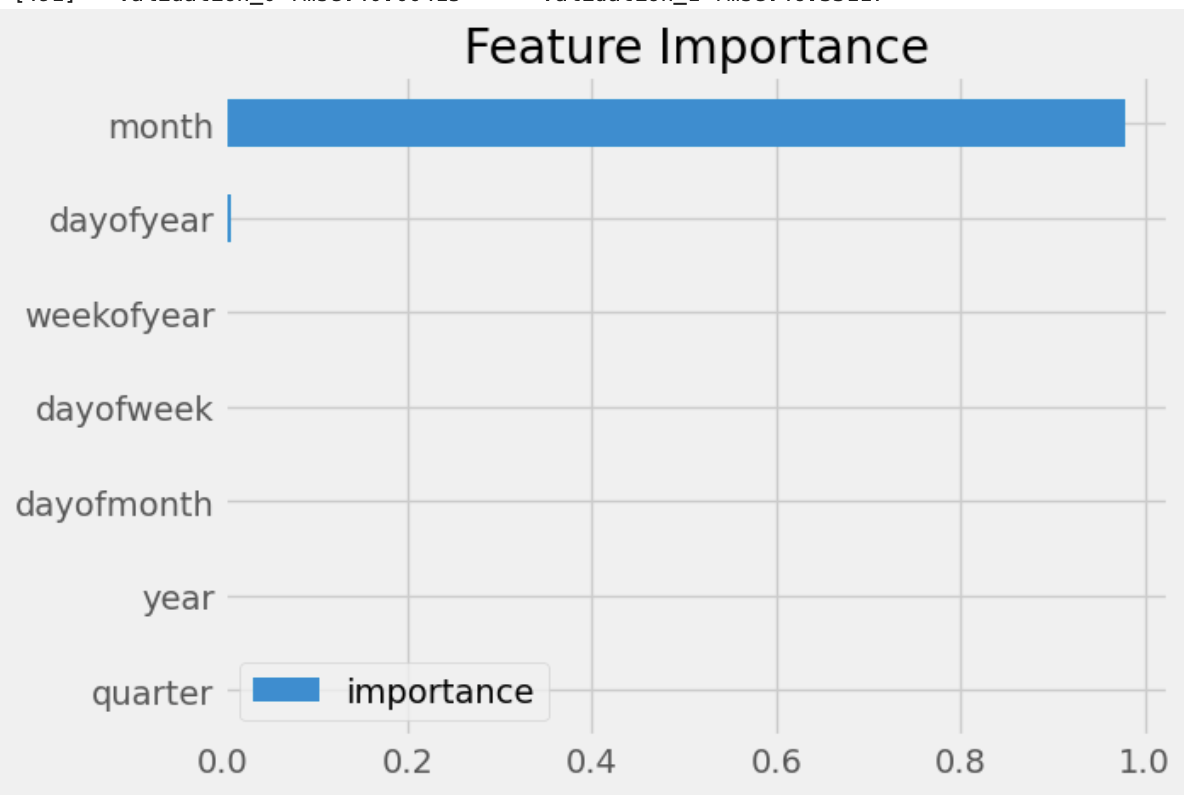 Feature Importance
month
dayofyear
weekofyear
dayofweek
dayofmonth
year
quarter
importance
0.0 0.2 0.4 0.6 0.8 1.0